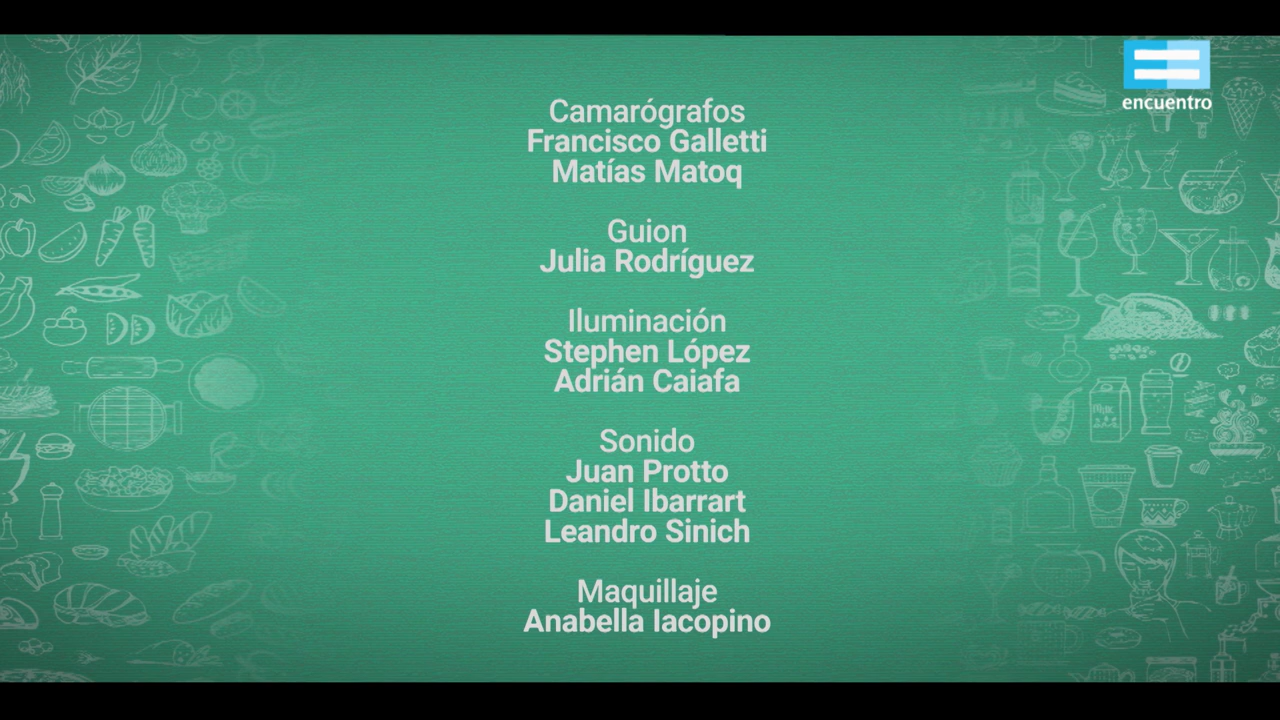 encuentro
Camarógrafos
Francisco Galletti
Matías Matoq
Guion
Julia Rodríguez
Iluminación
Stephen López
Adrián Caiafa
Sonido
Juan Protto
Daniel Ibarrart
Leandro Sinich
Maquillaje
Anabella Iacopino